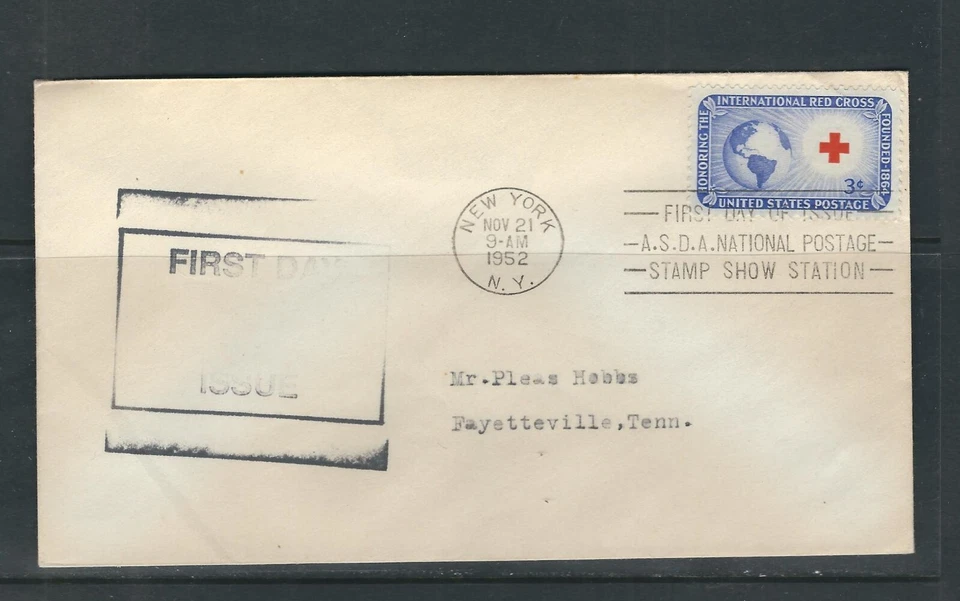 HONORING THE
INTERNATIONAL RED CROSS
FOUNDED-1864
3¢
UNITED STATES POSTAGE
NEW YORK
NOV 21
9-AM
1952
N.Y.
FIRST DAY OF ISSUE
A.S.D.A. NATIONAL POSTAGE
STAMP SHOW STATION
FIRST DAY
ISSUE
Mr.Pleas Hobbs
Fayetteville,Tenn.